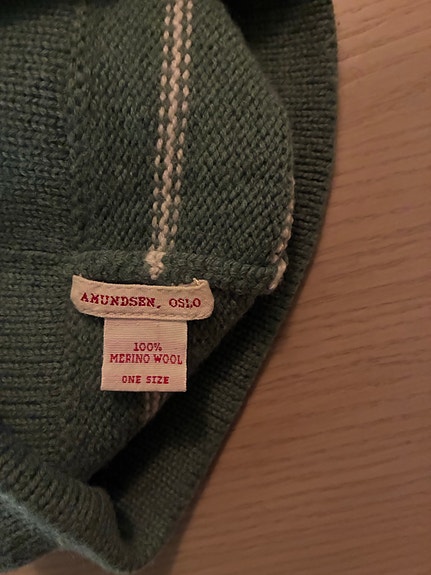 AMUNDSEN, OSLO
100%
MERINO WOOL
ONE SIZE